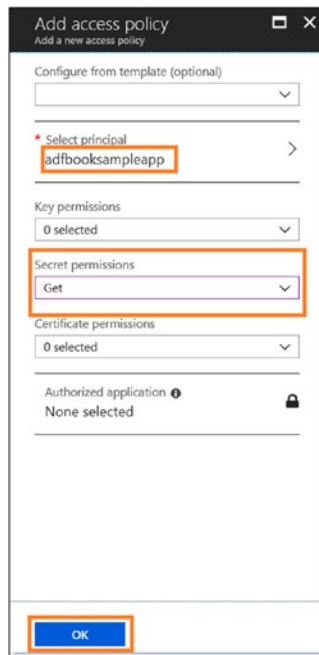 Add access policy
Add a new access policy
Configure from template (optional)
* Select principal
adfbooksampleapp
Key permissions
0 selected
Secret permissions
Get
Certificate permissions
0 selected
Authorized application
None selected
OK